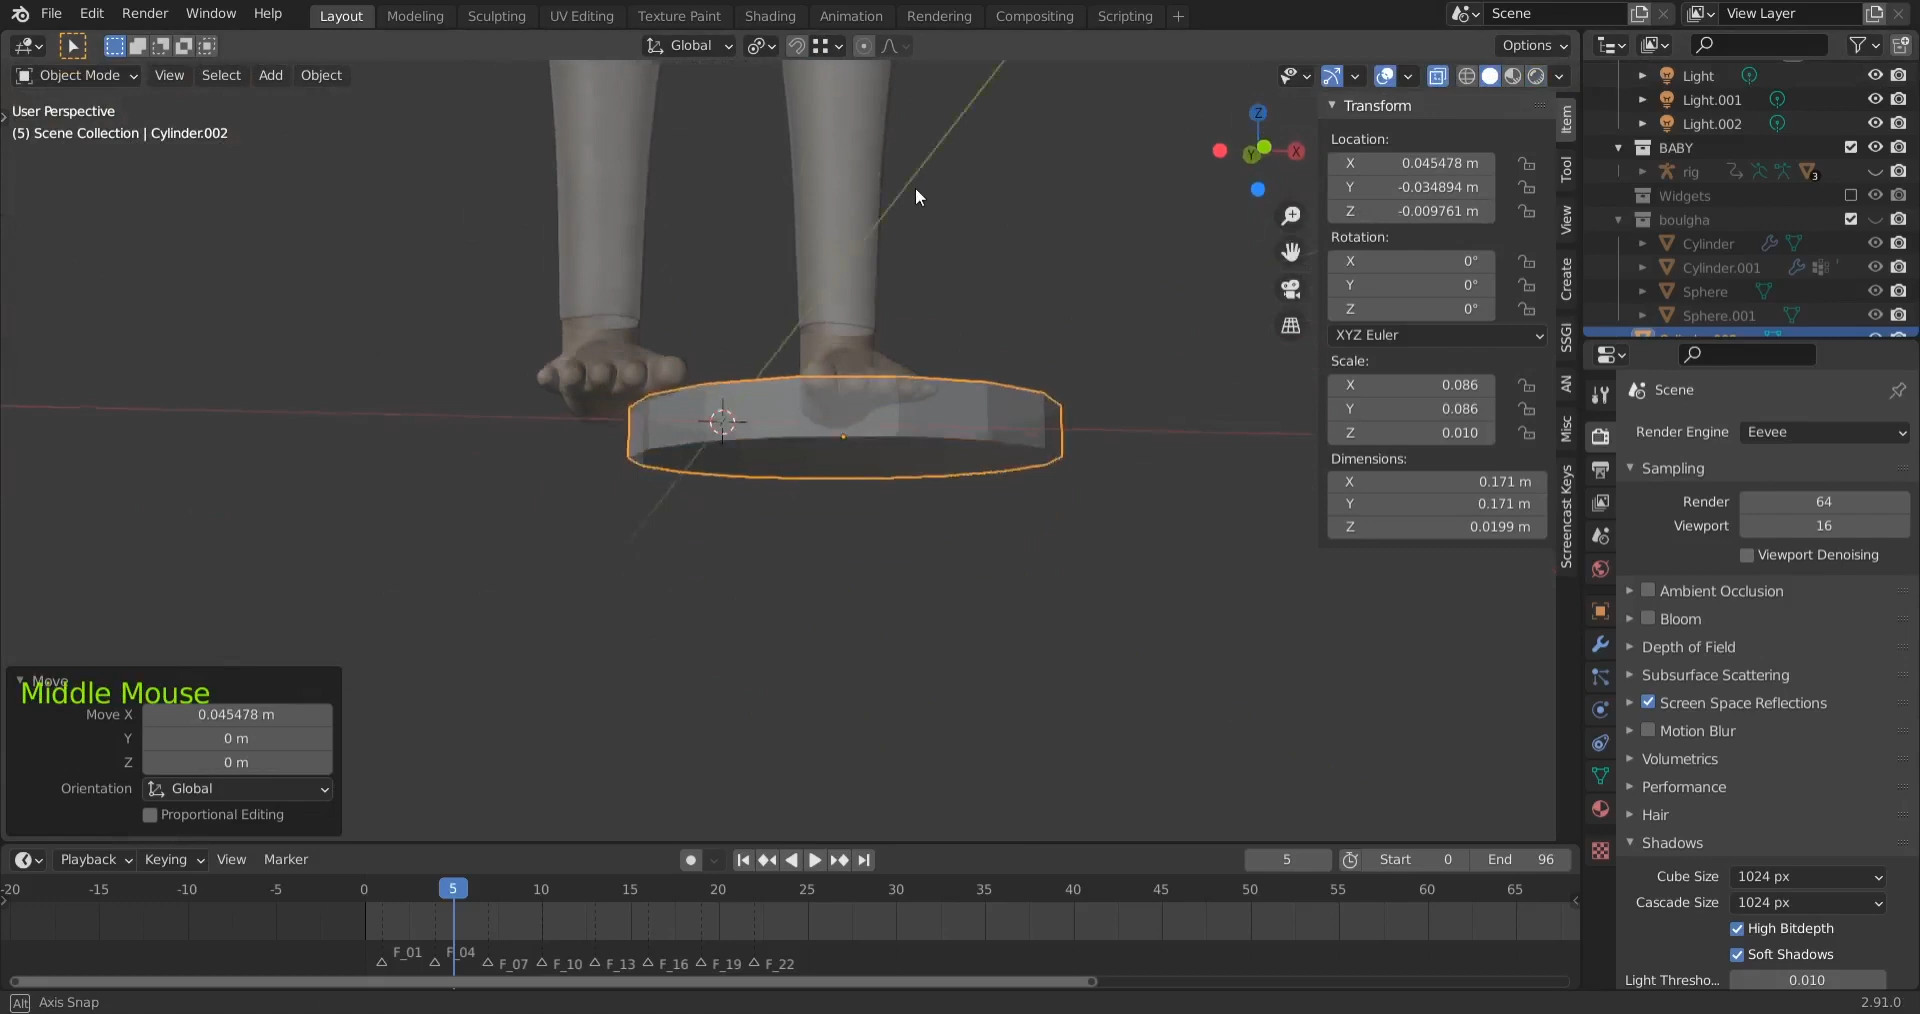 File Edit Render Window Help Layout Modeling Sculpting UV Editing Texture Paint Shading Animation Rendering Compositing Scripting + Scene View Layer
Global Options
Object Mode View Select Add Object
User Perspective
(5) Scene Collection | Cylinder.002
Z
X
Y
Transform
Location:
X 0.045478 m
Y -0.034894 m
Z -0.009761 m
Rotation:
X 0°
Y 0°
Z 0°
XYZ Euler
Scale:
X 0.086
Y 0.086
Z 0.010
Dimensions:
X 0.171 m
Y 0.171 m
Z 0.0199 m
Item
Tool
View
Create
SSGI
AN
Misc
Screencast Keys
Light
Light.001
Light.002
BABY
rig 3
Widgets
boulgha
Cylinder
Cylinder.001
Sphere
Sphere.001
Scene
Render Engine Eevee
Sampling
Render 64
Viewport 16
Viewport Denoising
Ambient Occlusion
Bloom
Depth of Field
Subsurface Scattering
Screen Space Reflections
Motion Blur
Volumetrics
Performance
Hair
Shadows
Cube Size 1024 px
Cascade Size 1024 px
High Bitdepth
Soft Shadows
Light Thresho... 0.010
Move
Middle Mouse
Move X 0.045478 m
Y 0 m
Z 0 m
Orientation Global
Proportional Editing
Playback Keying View Marker 5 Start 0 End 96
-20 -15 -10 -5 0 5 10 15 20 25 30 35 40 45 50 55 60 65
F_01 F_04 F_07 F_10 F_13 F_16 F_19 F_22
Alt Axis Snap 2.91.0